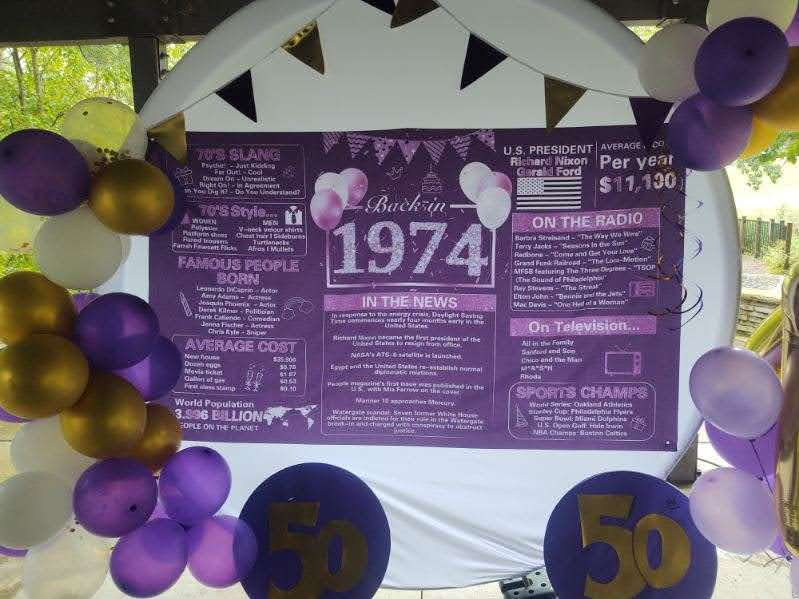 70'S SLANG
Psyche! - Just Kidding
Far Out! - Cool
Dream On - Unrealistic
Right On! - In Agreement
Can You Dig It? - Do You Understand?
70'S Style...
WOMEN
Polyester
Platform shoes
Flared trousers
Farrah Fawcett Flicks
MEN
V-neck velour shirts
Chest Hair | Sideburns
Turtlenecks
Afros | Mullets
FAMOUS PEOPLE
BORN
Leonardo DiCaprio - Actor
Amy Adams - Actress
Joaquin Phoenix - Actor
Derek Kilmer - Politician
Frank Caliendo - Comedian
Jenna Fischer - Actress
Chris Kyle - Sniper
AVERAGE COST
New house
Dozen eggs $0.78
Movie ticket $1.87
Gallon of gas $0.53
First class stamp $0.10
World Population
3.996 BILLION
PEOPLE ON THE PLANET
Back in
1974
IN THE NEWS
In response to the energy crisis, Daylight Saving
Time commences nearly four months early in the
United States.
Richard Nixon became the first president of the
United States to resign from office.
NASA's ATS-6 satellite is launched.
Egypt and the United States re-establish normal
diplomatic relations.
People magazine's first issue was published in the
U.S. with Mia Farrow on the cover.
Mariner 10 approaches Mercury.
Watergate scandal: Seven former White House
officials are indicted for their role in the Watergate
break-in and charged with conspiracy to obstruct
justice.
U.S. PRESIDENT
Richard Nixon
Gerald Ford
AVERAGE
Per year
$11,100
ON THE RADIO
Barbra Streisand - "The Way We Were"
Terry Jacks - "Seasons in the Sun"
Redbone - "Come and Get Your Love"
Grand Funk Railroad - "The Loco-Motion"
MFSB featuring The Three Degrees - "TSOP
(The Sound of Philadelphia)"
Ray Stevens - "The Streak"
Elton John - "Bennie and the Jets"
Mac Davis - "One Hell of a Woman"
On Television...
All in the Family
Sanford and Son
Chico and the Man
M*A*S*H
Rhoda
SPORTS CHAMPS
World Series: Oakland Athletics
Stanley Cup: Philadelphia Flyers
Super Bowl: Miami Dolphins
U.S. Open Golf: Hale Irwin
NBA Champs: Boston Celtics
50
50